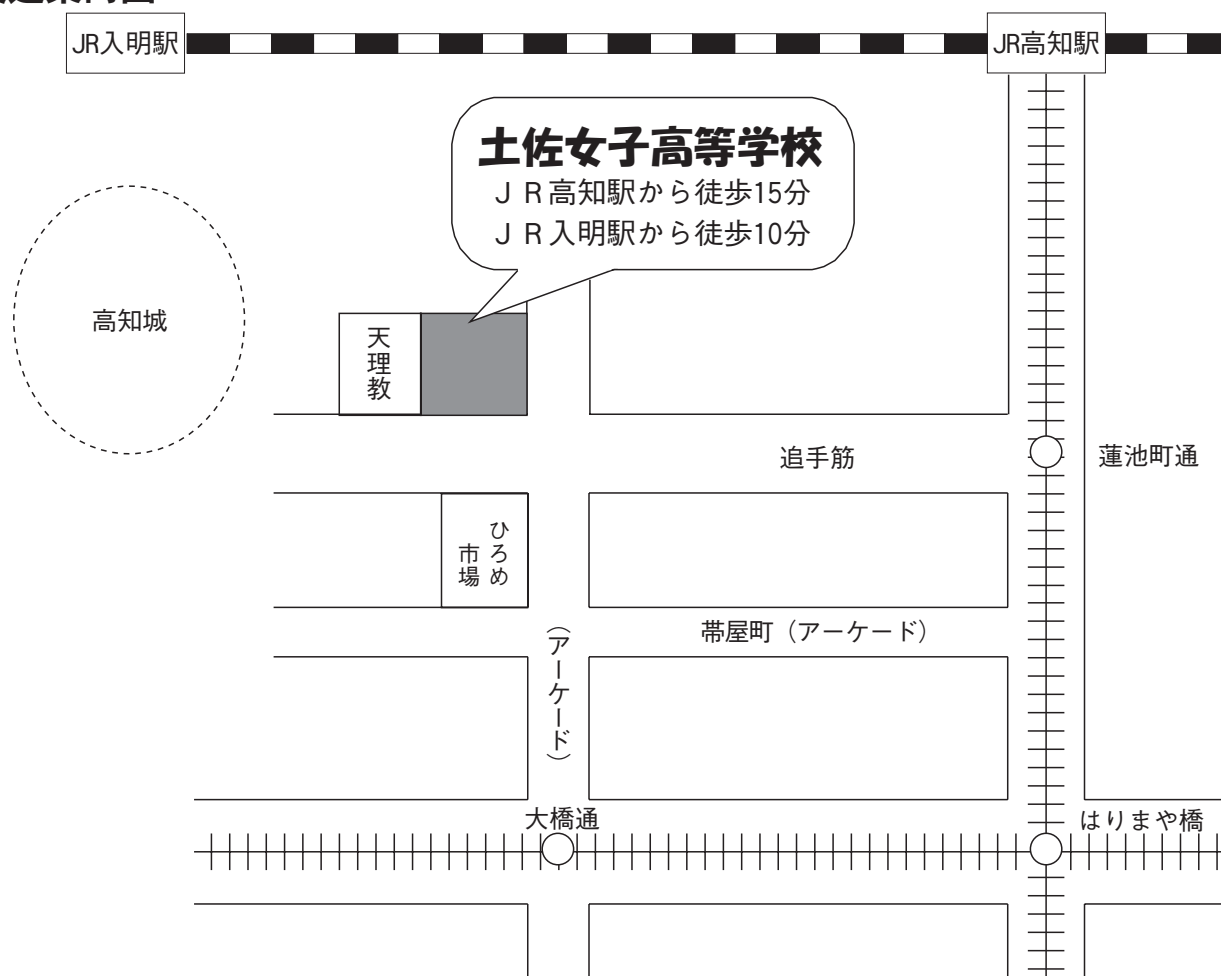 JR入明駅
JR高知駅
土佐女子高等学校
ＪＲ高知駅から徒歩15分
ＪＲ入明駅から徒歩10分
高知城
天理教
追手筋
蓮池町通
ひろめ
市場
帯屋町（アーケード）
（アーケード）
大橋通
はりまや橋